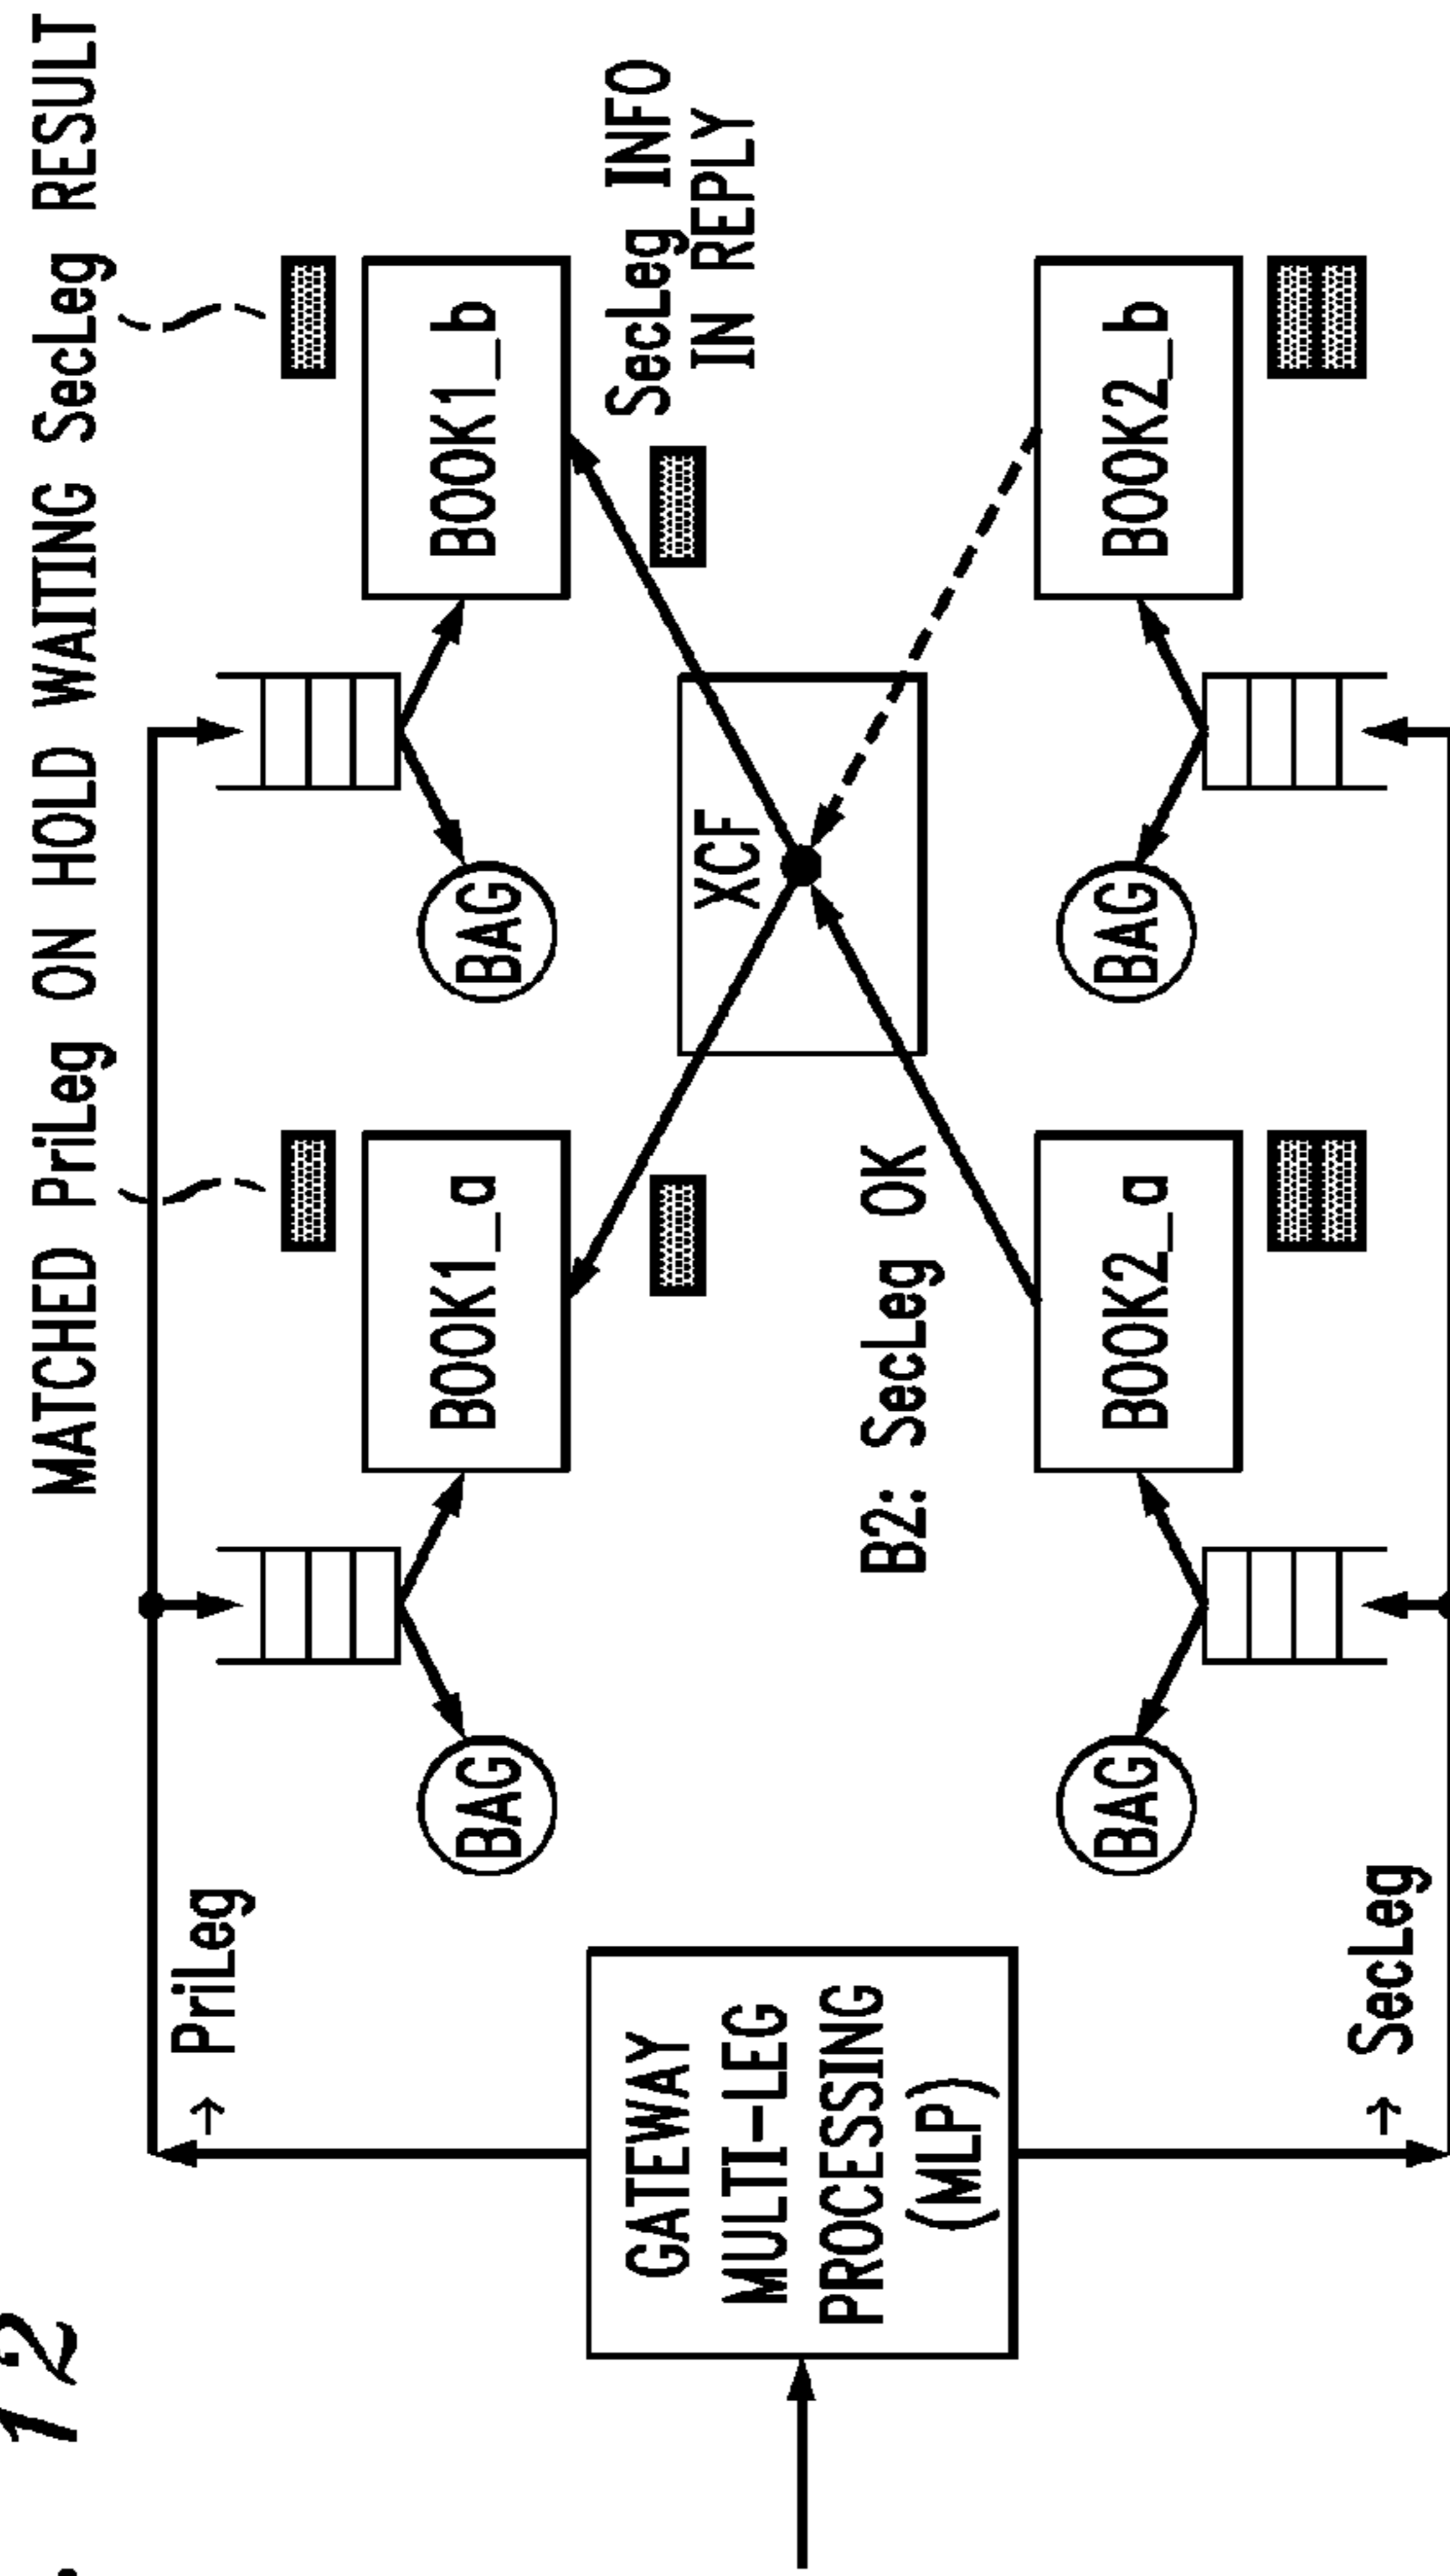 12
MATCHED PriLeg ON HOLD WAITING SecLeg RESULT
→ PriLeg
BOOK1_a
BOOK1_b
BAG
BAG
SecLeg INFO
IN REPLY
GATEWAY
MULTI-LEG
PROCESSING
(MLP)
XCF
B2: SecLeg OK
BAG
BAG
BOOK2_a
BOOK2_b
→ SecLeg